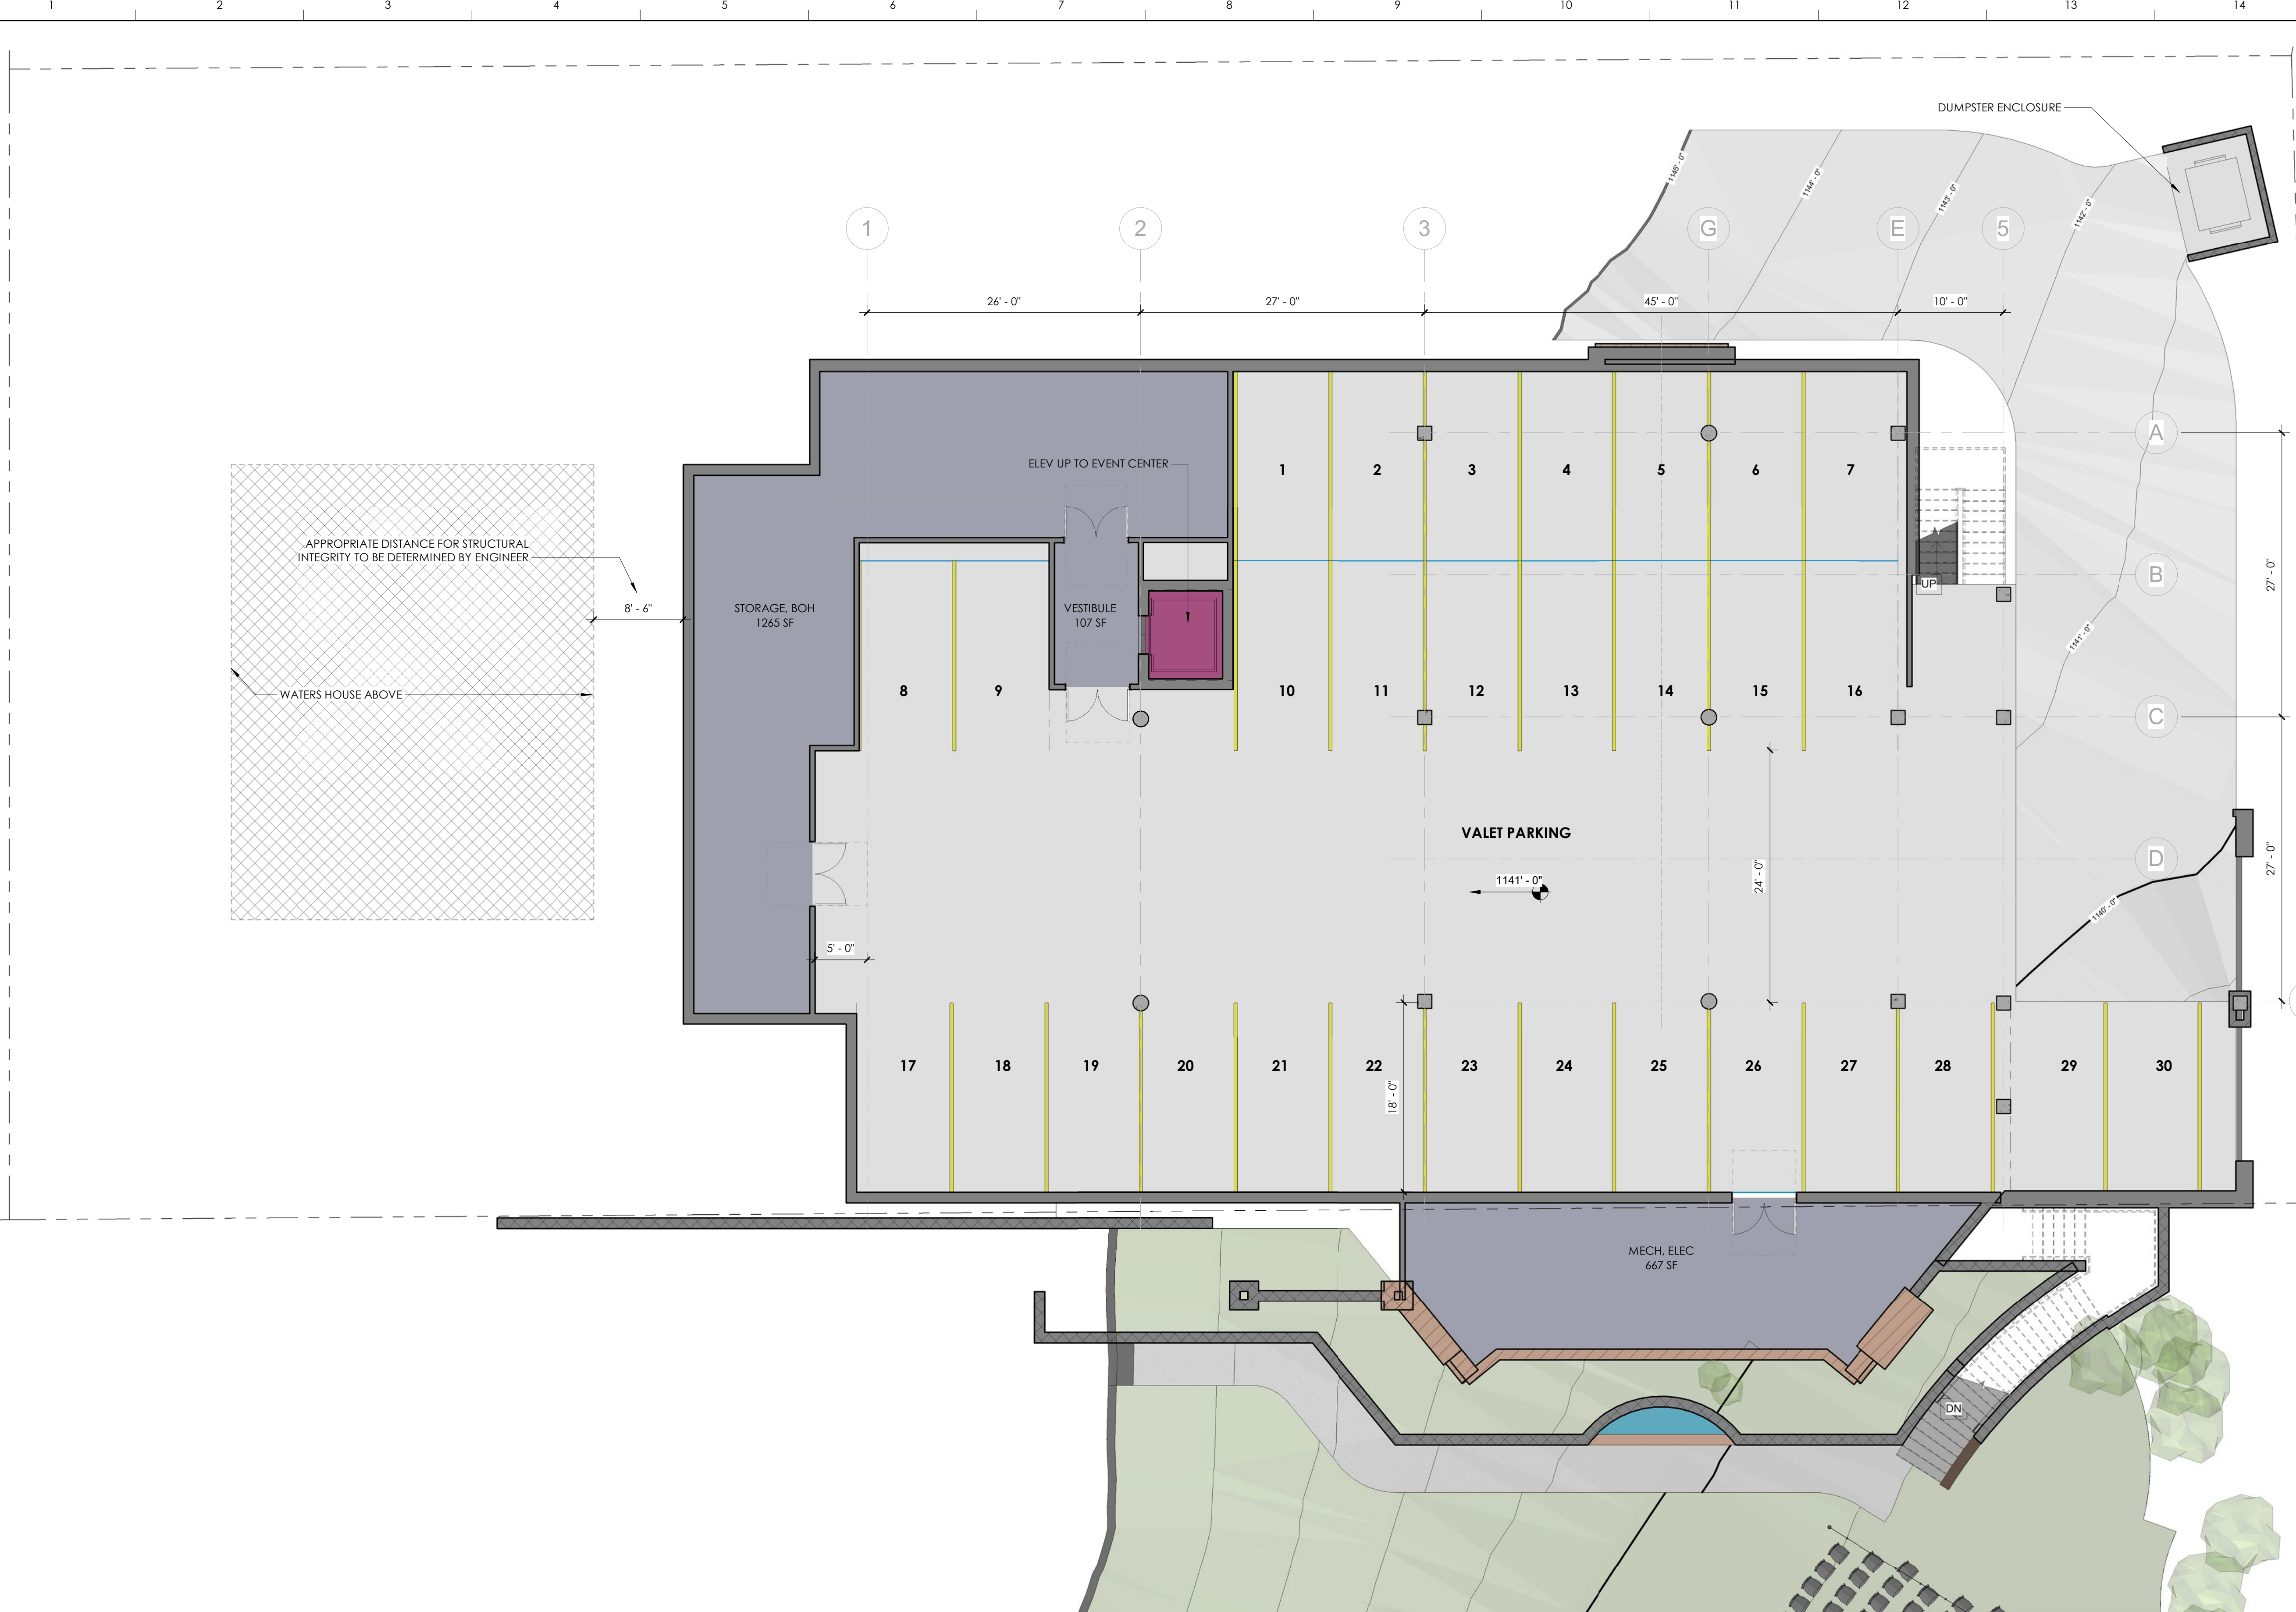 1 2 3 4 5 6 7 8 9 10 11 12 13 14
DUMPSTER ENCLOSURE
1145' - 0"
1144' - 0"
1143' - 0"
1142' - 0"
1 2 3 G E 5
26' - 0" 27' - 0" 45' - 0" 10' - 0"
A
ELEV UP TO EVENT CENTER
1 2 3 4 5 6 7
APPROPRIATE DISTANCE FOR STRUCTURAL
INTEGRITY TO BE DETERMINED BY ENGINEER
B
27' - 0"
UP
8' - 6"
STORAGE, BOH
1265 SF
VESTIBULE
107 SF
1141' - 0"
WATERS HOUSE ABOVE
8 9 10 11 12 13 14 15 16
C
VALET PARKING
D
27' - 0"
24' - 0"
1141' - 0"
1140' - 0"
5' - 0"
17 18 19 20 21 22 23 24 25 26 27 28 29 30
18' - 0"
MECH, ELEC
667 SF
DN